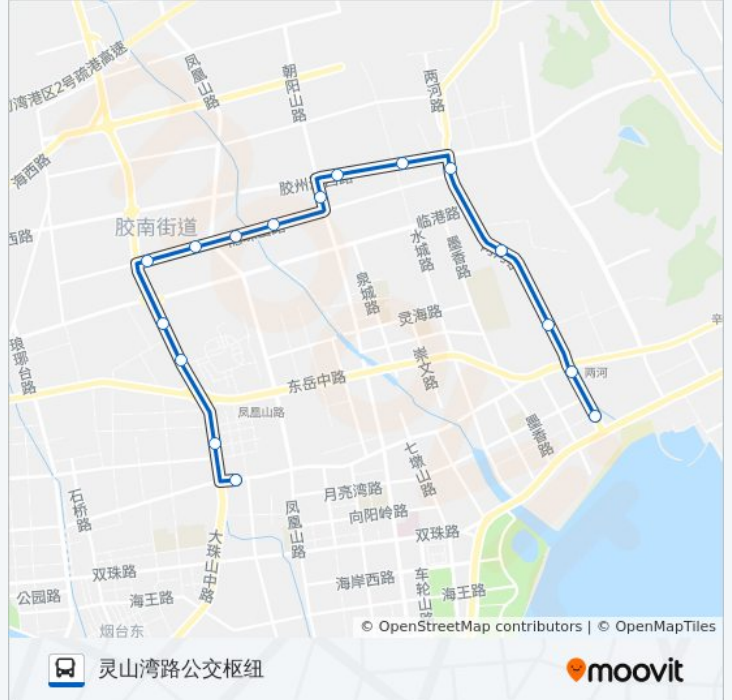 湾港区2号疏港高速
凤凰山路
朝阳山路
两河路
海西路
胶州
路
胶南街道
西路
临港路
水城路
墨香路
泉城路
灵海路
辛
琅琊台路
崇文路
两河
东岳中路
凤凰山路
墨香路
七墩山路
月亮湾路
石桥路
凤凰山路
向阳岭路
双珠路
大珠山中路
双珠路
海岸西路
车轮山路
海王路
公园路
海王路
烟台东
© OpenStreetMap contributors | © OpenMapTiles
灵山湾路公交枢纽
moovit